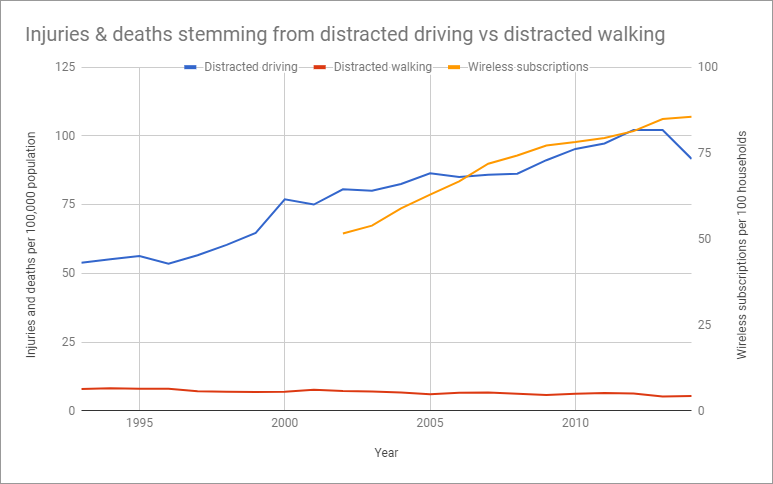 Injuries & deaths stemming from distracted driving vs distracted walking
Distracted driving
Distracted walking
Wireless subscriptions
Injuries and deaths per 100,000 population
125
100
75
50
25
0
100
75
50
25
0
Wireless subscriptions per 100 households
1995
2000
2005
2010
Year